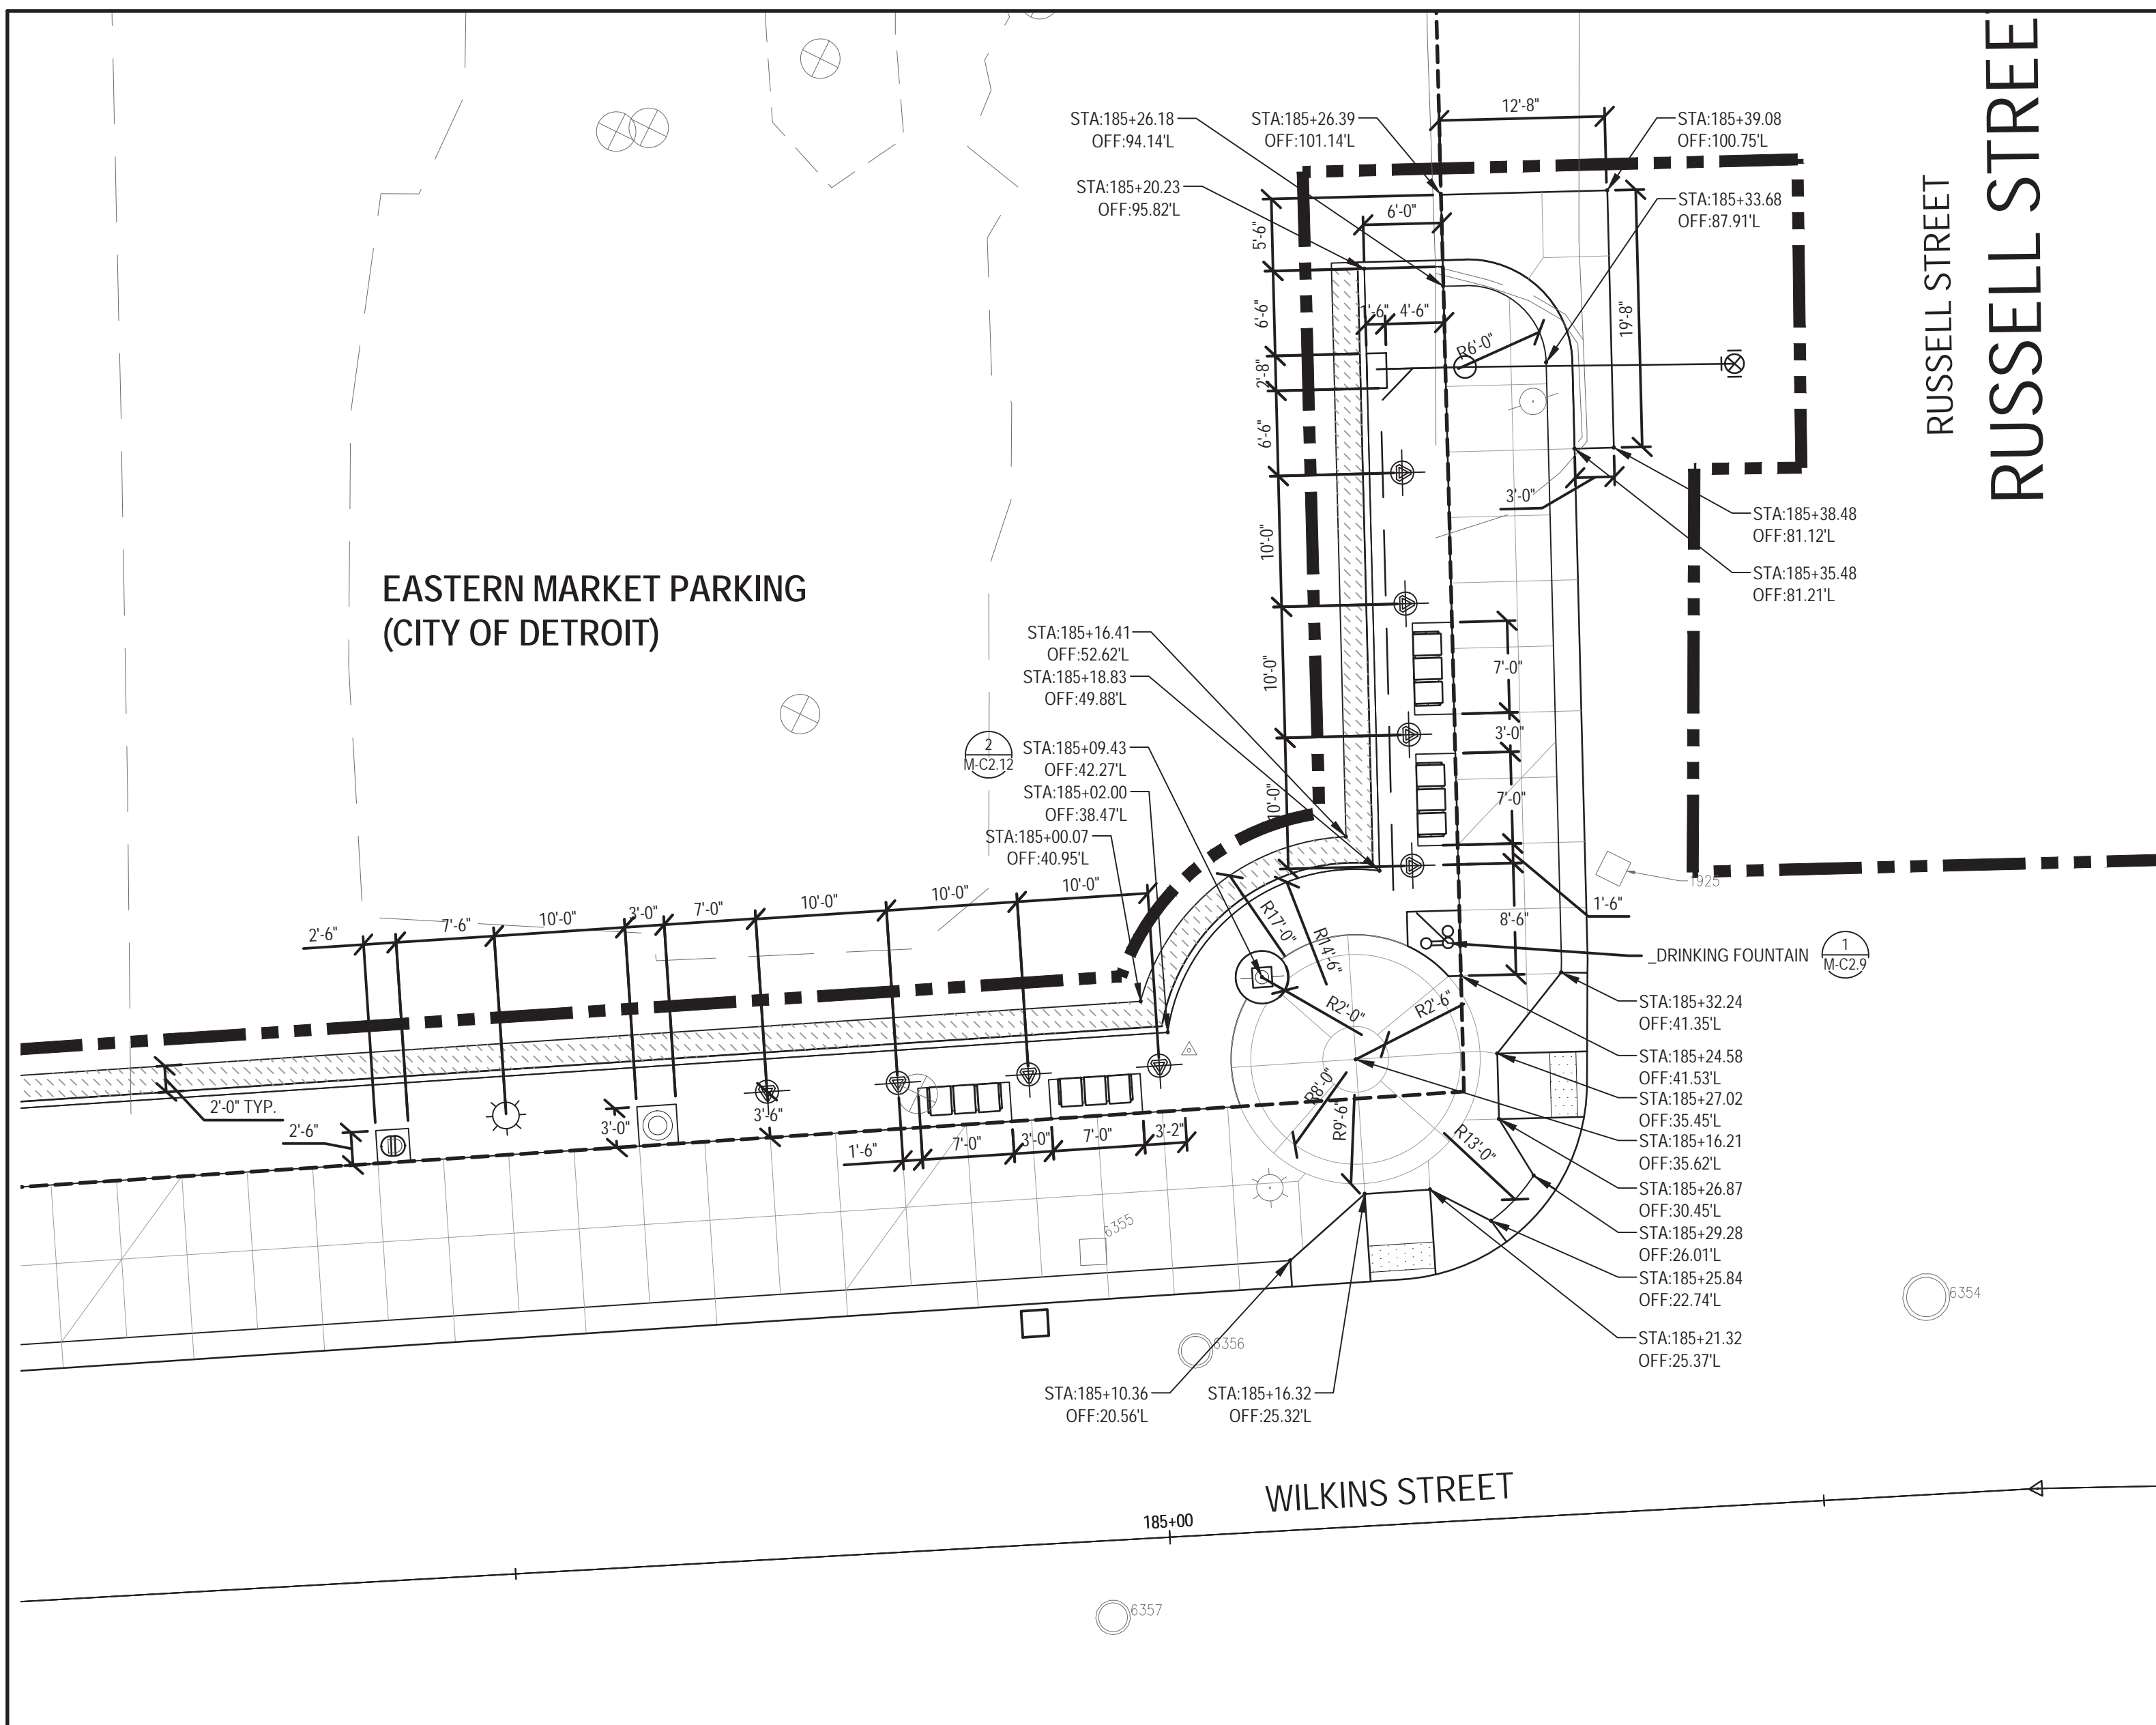 RUSSELL STREE
RUSSELL STREET
12'-8"
STA:185+26.18
OFF:94.14'L
STA:185+26.39
OFF:101.14'L
STA:185+39.08
OFF:100.75'L
STA:185+20.23
OFF:95.82'L
STA:185+33.68
OFF:87.91'L
6'-0"
5'-6"
6'-6"
1'-6"
4'-6"
R6'-0"
19'-8"
2'-8"
6'-6"
3'-0"
STA:185+38.48
OFF:81.12'L
STA:185+35.48
OFF:81.21'L
10'-0"
EASTERN MARKET PARKING
(CITY OF DETROIT)
STA:185+16.41
OFF:52.62'L
STA:185+18.83
OFF:49.88'L
10'-0"
7'-0"
3'-0"
2
M-C2.12
STA:185+09.43
OFF:42.27'L
STA:185+02.00
OFF:38.47'L
STA:185+00.07
OFF:40.95'L
10'-0"
7'-0"
1925
1'-6"
8'-6"
_DRINKING FOUNTAIN
1
M-C2.9
2'-6"
7'-6"
10'-0"
3'-0"
7'-0"
10'-0"
10'-0"
10'-0"
R17'-0"
R14'-6"
R2'-0"
R2'-6"
STA:185+32.24
OFF:41.35'L
STA:185+24.58
OFF:41.53'L
STA:185+27.02
OFF:35.45'L
STA:185+16.21
OFF:35.62'L
STA:185+26.87
OFF:30.45'L
STA:185+29.28
OFF:26.01'L
STA:185+25.84
OFF:22.74'L
STA:185+21.32
OFF:25.37'L
2'-0" TYP.
2'-6"
3'-0"
3'-6"
1'-6"
7'-0"
3'-0"
7'-0"
3'-2"
R8'-0"
R9'-6"
R13'-0"
6355
6354
6356
STA:185+10.36
OFF:20.56'L
STA:185+16.32
OFF:25.32'L
WILKINS STREET
185+00
6357